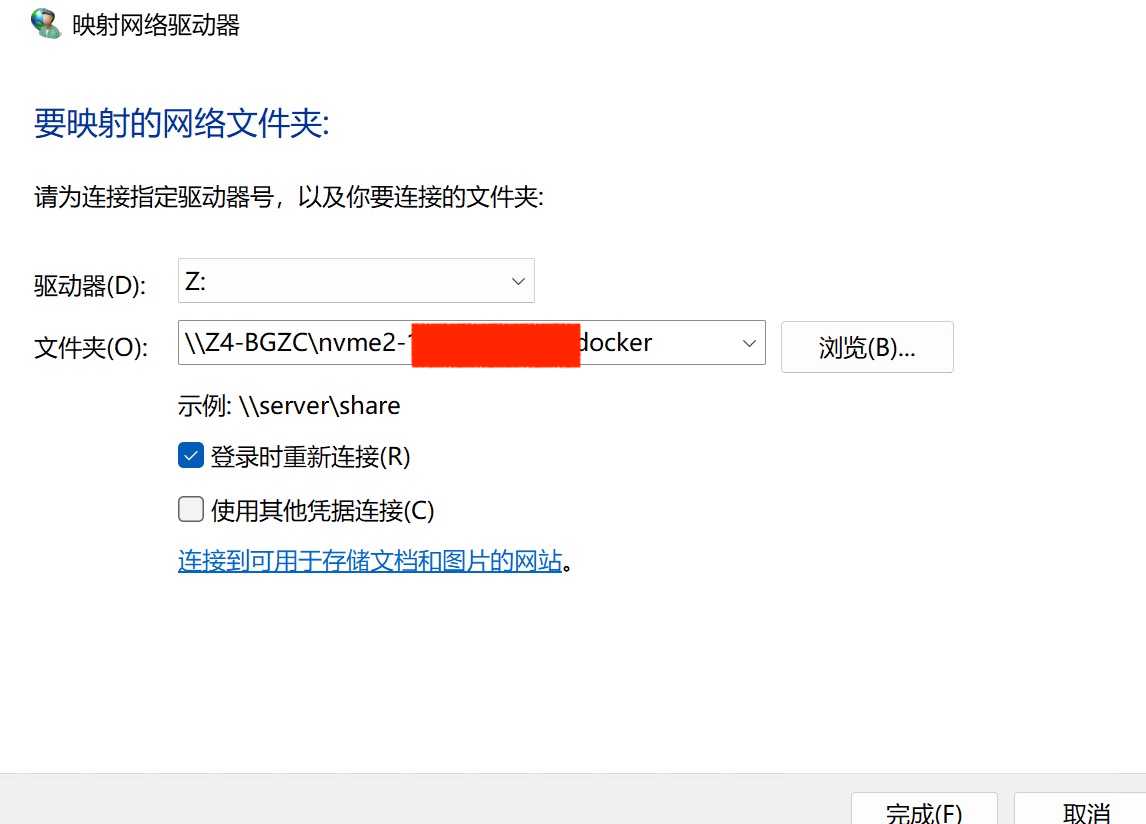 映射网络驱动器
要映射的网络文件夹:
请为连接指定驱动器号，以及你要连接的文件夹:
驱动器(D): Z:
文件夹(O): \\Z4-BGZC\nvme2- docker 浏览(B)...
示例: \\server\share
登录时重新连接(R)
使用其他凭据连接(C)
连接到可用于存储文档和图片的网站。
完成(F) 取消